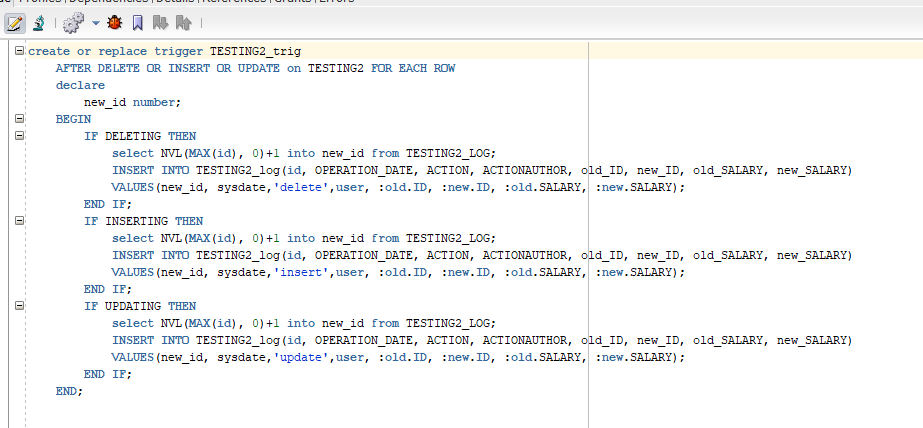 Dependencies | Details | References | Grants | Errors
create or replace trigger TESTING2_trig
AFTER DELETE OR INSERT OR UPDATE on TESTING2 FOR EACH ROW
declare
new_id number;
BEGIN
IF DELETING THEN
select NVL(MAX(id), 0)+1 into new_id from TESTING2_LOG;
INSERT INTO TESTING2_log(id, OPERATION_DATE, ACTION, ACTIONAUTHOR, old_ID, new_ID, old_SALARY, new_SALARY)
VALUES(new_id, sysdate,'delete',user, :old.ID, :new.ID, :old.SALARY, :new.SALARY);
END IF;
IF INSERTING THEN
select NVL(MAX(id), 0)+1 into new_id from TESTING2_LOG;
INSERT INTO TESTING2_log(id, OPERATION_DATE, ACTION, ACTIONAUTHOR, old_ID, new_ID, old_SALARY, new_SALARY)
VALUES(new_id, sysdate,'insert',user, :old.ID, :new.ID, :old.SALARY, :new.SALARY);
END IF;
IF UPDATING THEN
select NVL(MAX(id), 0)+1 into new_id from TESTING2_LOG;
INSERT INTO TESTING2_log(id, OPERATION_DATE, ACTION, ACTIONAUTHOR, old_ID, new_ID, old_SALARY, new_SALARY)
VALUES(new_id, sysdate,'update',user, :old.ID, :new.ID, :old.SALARY, :new.SALARY);
END IF;
END;